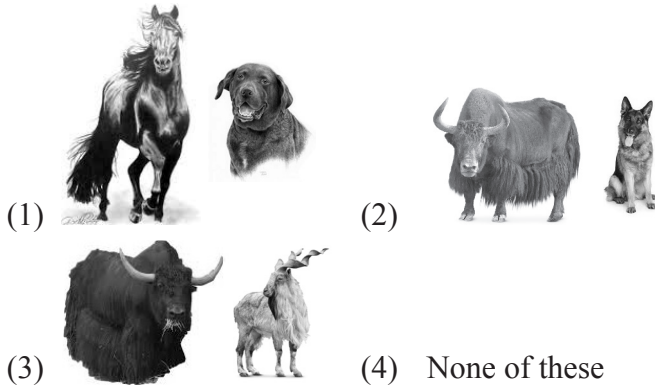 (1) (2)
(3) (4) None of these